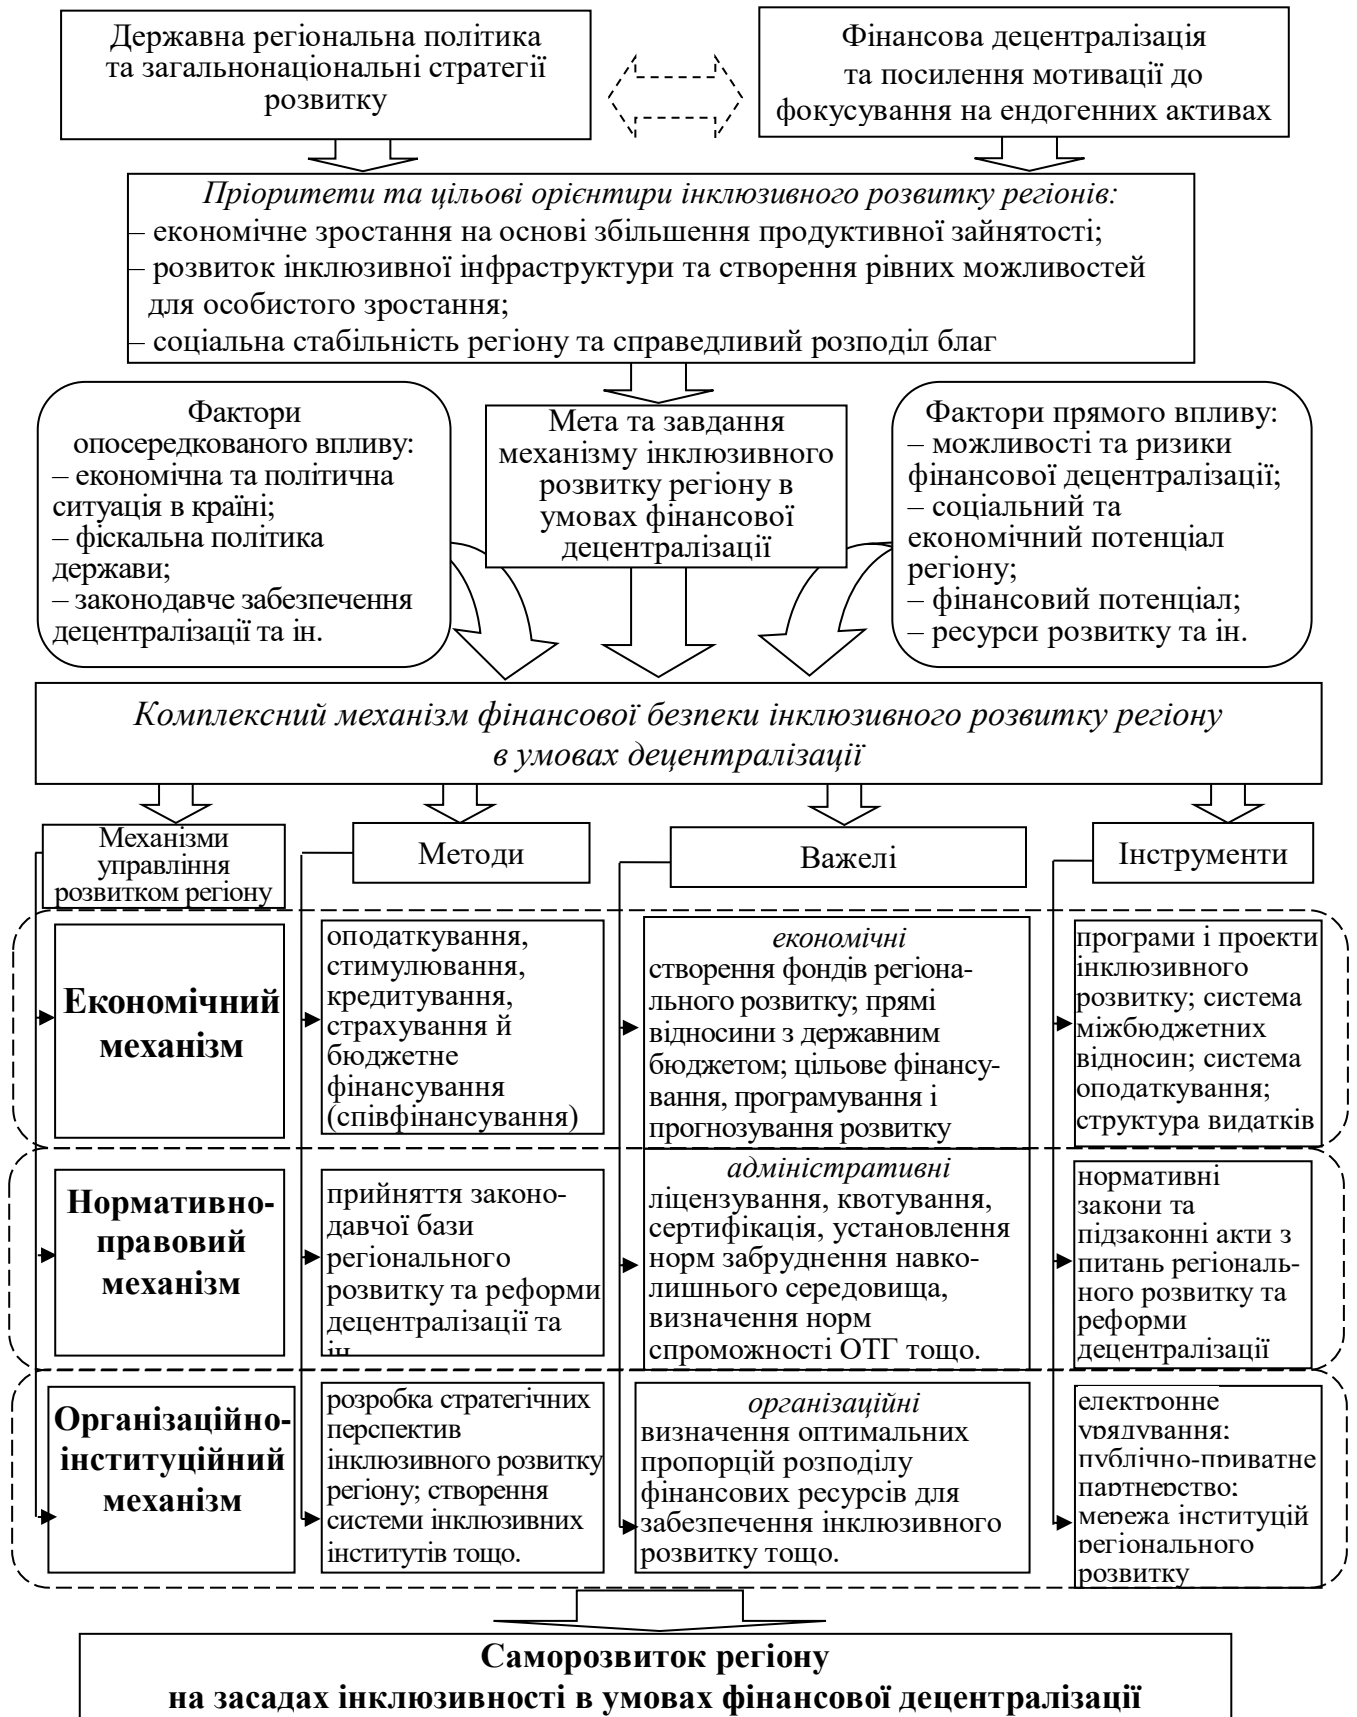 Державна регіональна політика
та загальнонаціональні стратегії
розвитку
Фінансова децентралізація
та посилення мотивації до
фокусування на ендогенних активах
Пріоритети та цільові орієнтири інклюзивного розвитку регіонів:
– економічне зростання на основі збільшення продуктивної зайнятості;
– розвиток інклюзивної інфраструктури та створення рівних можливостей
для особистого зростання;
– соціальна стабільність регіону та справедливий розподіл благ
Фактори
опосередкованого впливу:
– економічна та політична
ситуація в країні;
– фіскальна політика
держави;
– законодавче забезпечення
децентралізації та ін.
Мета та завдання
механізму інклюзивного
розвитку регіону в
умовах фінансової
децентралізації
Фактори прямого впливу:
– можливості та ризики
фінансової децентралізації;
– соціальний та
економічний потенціал
регіону;
– фінансовий потенціал;
– ресурси розвитку та ін.
Комплексний механізм фінансової безпеки інклюзивного розвитку регіону
в умовах децентралізації
Механізми
управління
розвитком регіону
Методи
Важелі
Інструменти
Економічний
механізм
оподаткування,
стимулювання,
кредитування,
страхування й
бюджетне
фінансування
(співфінансування)
економічні
створення фондів регіона-
льного розвитку; прямі
відносини з державним
бюджетом; цільове фінансу-
вання, програмування і
прогнозування розвитку
програми і проекти
інклюзивного
розвитку; система
міжбюджетних
відносин; система
оподаткування;
структура видатків
Нормативно-
правовий
механізм
прийняття законо-
давчої бази
регіонального
розвитку та реформи
децентралізації та
ін.
адміністративні
ліцензування, квотування,
сертифікація, установлення
норм забруднення навко-
лишнього середовища,
визначення норм
спроможності ОТГ тощо.
нормативні
закони та
підзаконні акти з
питань регіональ-
ного розвитку та
реформи
децентралізації
Організаційно-
інституційний
механізм
розробка стратегічних
перспектив
інклюзивного розвитку
регіону; створення
системи інклюзивних
інститутів тощо.
організаційні
визначення оптимальних
пропорцій розподілу
фінансових ресурсів для
забезпечення інклюзивного
розвитку тощо.
електронне
урядування;
публічно-приватне
партнерство;
мережа інституцій
регіонального
розвитку
Саморозвиток регіону
на засадах інклюзивності в умовах фінансової децентралізації